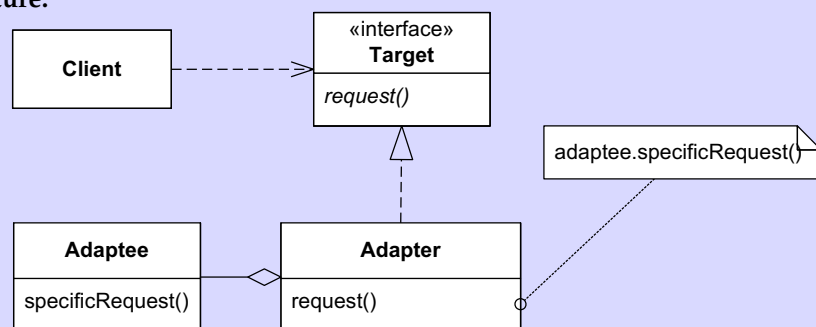 ture.
«interface»
Target
Client
request()
adaptee.specificRequest()
Adaptee
Adapter
specificRequest()
request()